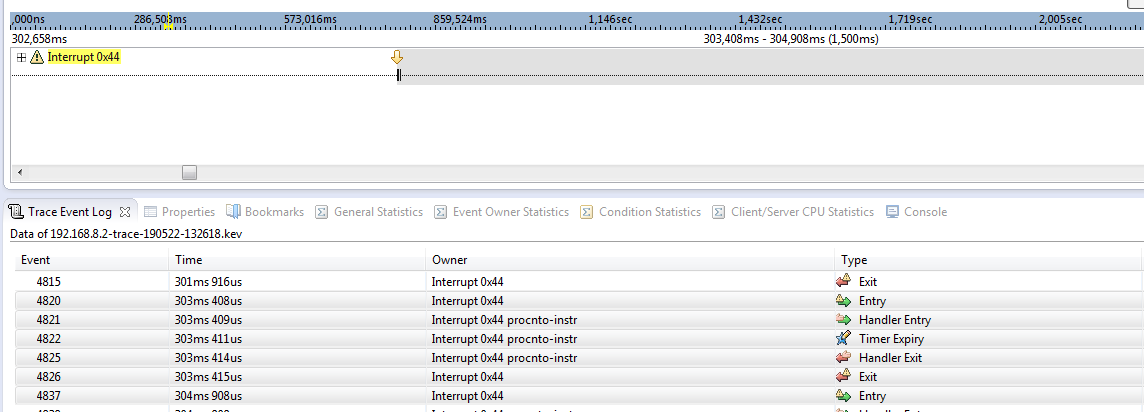 ,000ns 286,508ms 573,016ms 859,524ms 1,146sec 1,432sec 1,719sec 2,005sec
302,658ms 303,408ms - 304,908ms (1,500ms)
Interrupt 0x44
Trace Event Log Properties Bookmarks General Statistics Event Owner Statistics Condition Statistics Client/Server CPU Statistics Console
Data of 192.168.8.2-trace-190522-132618.kev
Event Time Owner Type
4815 301ms 916us Interrupt 0x44 Exit
4820 303ms 408us Interrupt 0x44 Entry
4821 303ms 409us Interrupt 0x44 procnto-instr Handler Entry
4822 303ms 411us Interrupt 0x44 procnto-instr Timer Expiry
4825 303ms 414us Interrupt 0x44 procnto-instr Handler Exit
4826 303ms 415us Interrupt 0x44 Exit
4837 304ms 908us Interrupt 0x44 Entry